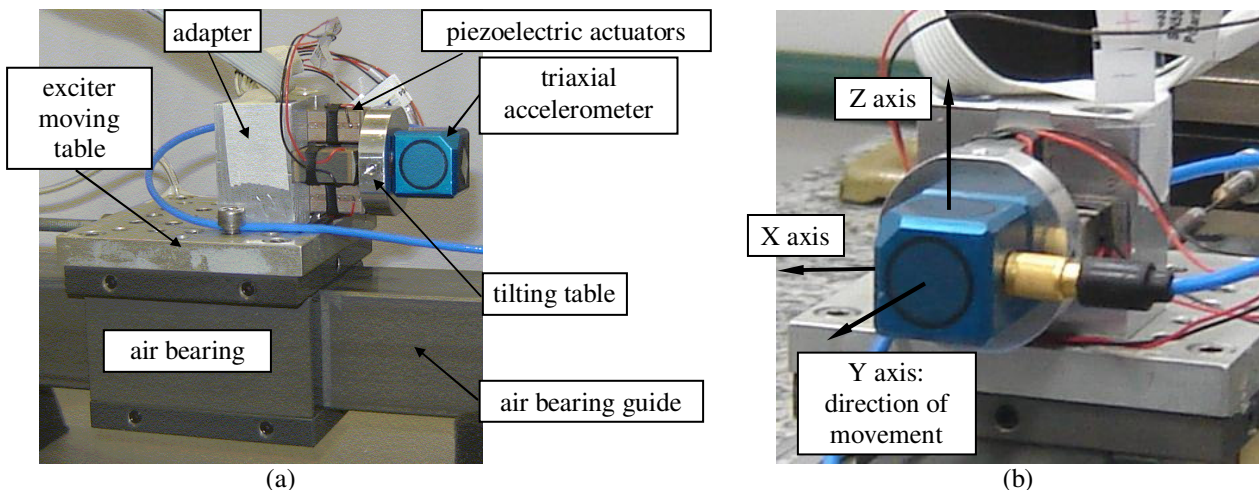 adapter
piezoelectric actuators
exciter
moving
table
triaxial
accelerometer
tilting table
air bearing
air bearing guide
(a)
Z axis
X axis
Y axis:
direction of
movement
(b)